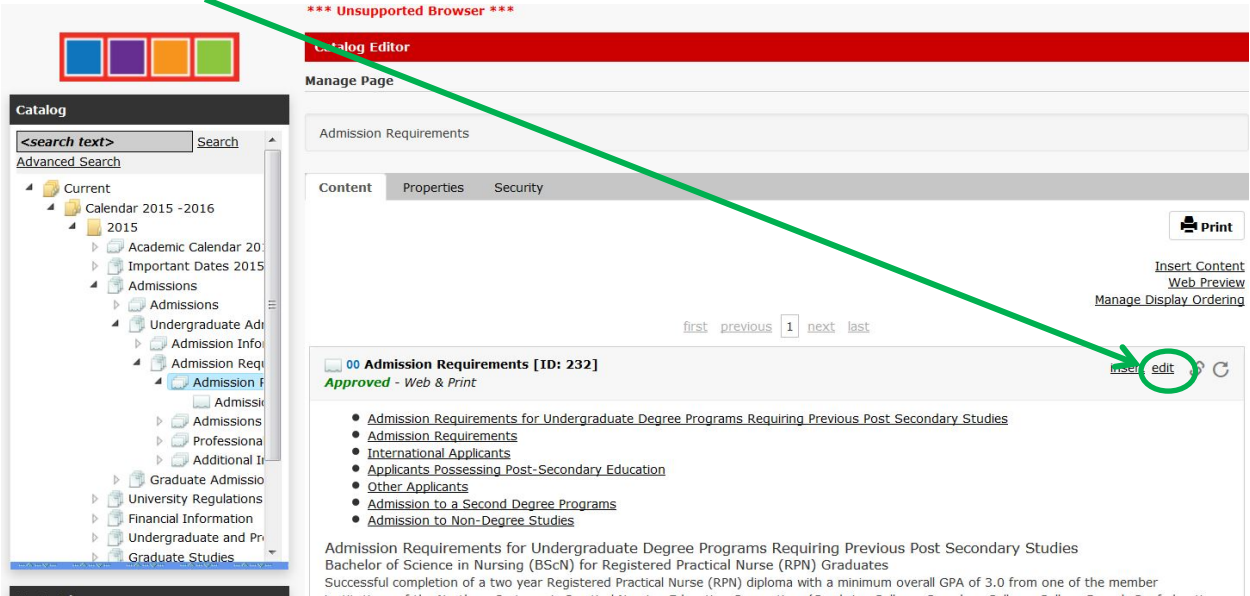 *** Unsupported Browser ***
Catalog Editor
Manage Page
Catalog
<search text> Search
Advanced Search
Current
Calendar 2015 -2016
2015
Academic Calendar 20
Important Dates 2015
Admissions
Admissions
Undergraduate Adm
Admission Infor
Admission Requ
Admission R
Admissio
Admissions
Professiona
Additional In
Graduate Admissio
University Regulations
Financial Information
Undergraduate and Pr
Graduate Studies
Admission Requirements
Content Properties Security
Print
Insert Content
Web Preview
Manage Display Ordering
first previous 1 next last
00 Admission Requirements [ID: 232]
Approved - Web & Print
insert edit
Admission Requirements for Undergraduate Degree Programs Requiring Previous Post Secondary Studies
Admission Requirements
International Applicants
Applicants Possessing Post-Secondary Education
Other Applicants
Admission to a Second Degree Programs
Admission to Non-Degree Studies
Admission Requirements for Undergraduate Degree Programs Requiring Previous Post Secondary Studies
Bachelor of Science in Nursing (BScN) for Registered Practical Nurse (RPN) Graduates
Successful completion of a two year Registered Practical Nurse (RPN) diploma with a minimum overall GPA of 3.0 from one of the member